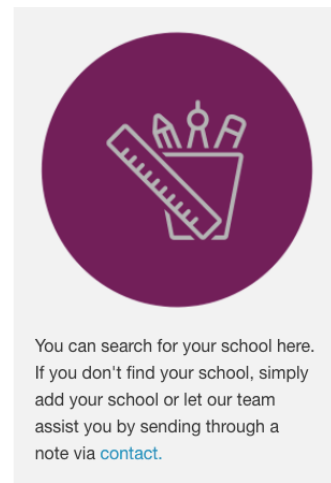 You can search for your school here.
If you don't find your school, simply
add your school or let our team
assist you by sending through a
note via contact.